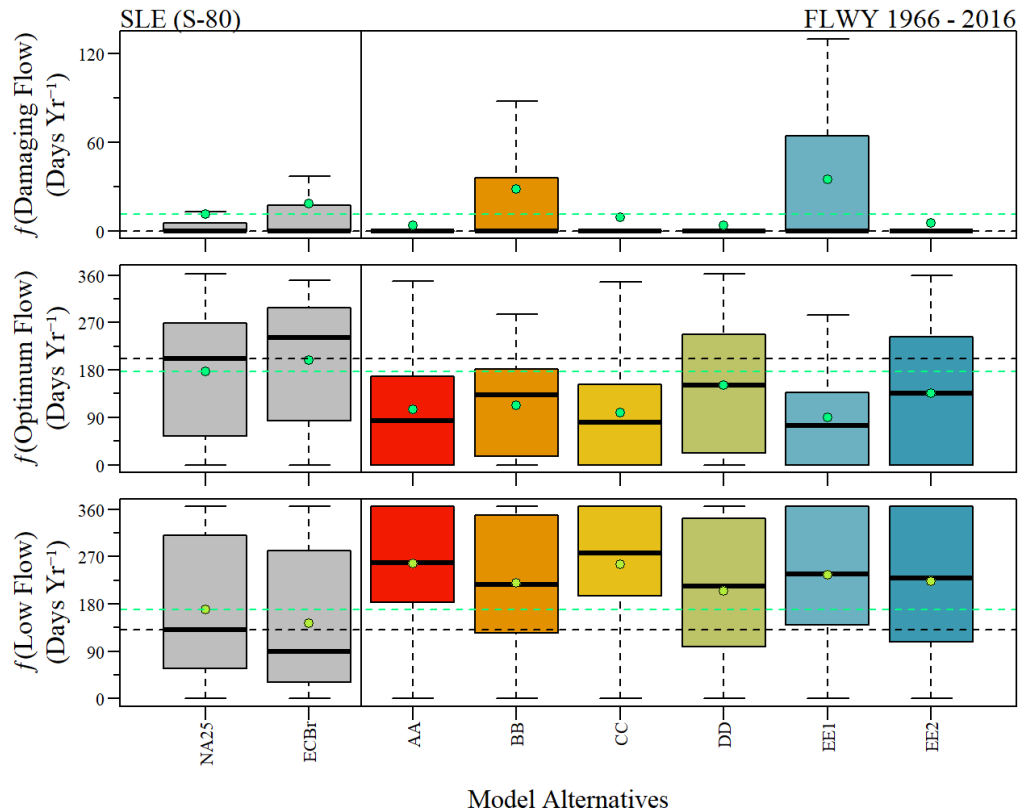 SLE (S-80)
FLWY 1966 - 2016
f(Damaging Flow)
(Days Yr⁻¹)
120
60
0
f(Optimum Flow)
(Days Yr⁻¹)
360
270
180
90
0
f(Low Flow)
(Days Yr⁻¹)
360
270
180
90
0
NA25
ECBr
AA
BB
CC
DD
EE1
EE2
Model Alternatives